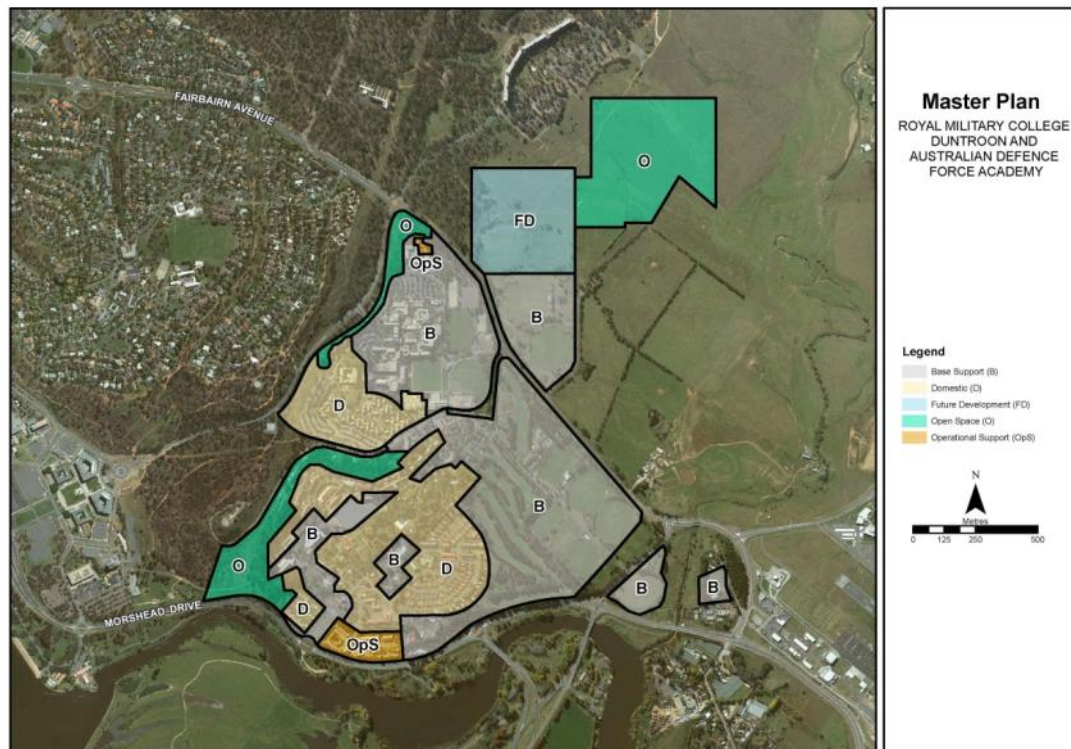 FAIRBAIRN AVENUE
O
FD
O
OpS
B
B
D
B
B
B
D
O
D
B
B
OpS
MORSHEAD DRIVE
Master Plan
ROYAL MILITARY COLLEGE
DUNTROON AND
AUSTRALIAN DEFENCE
FORCE ACADEMY
Legend
Base Support (B)
Domestic (D)
Future Development (FD)
Open Space (O)
Operational Support (OpS)
N
Metres
0 125 250 500